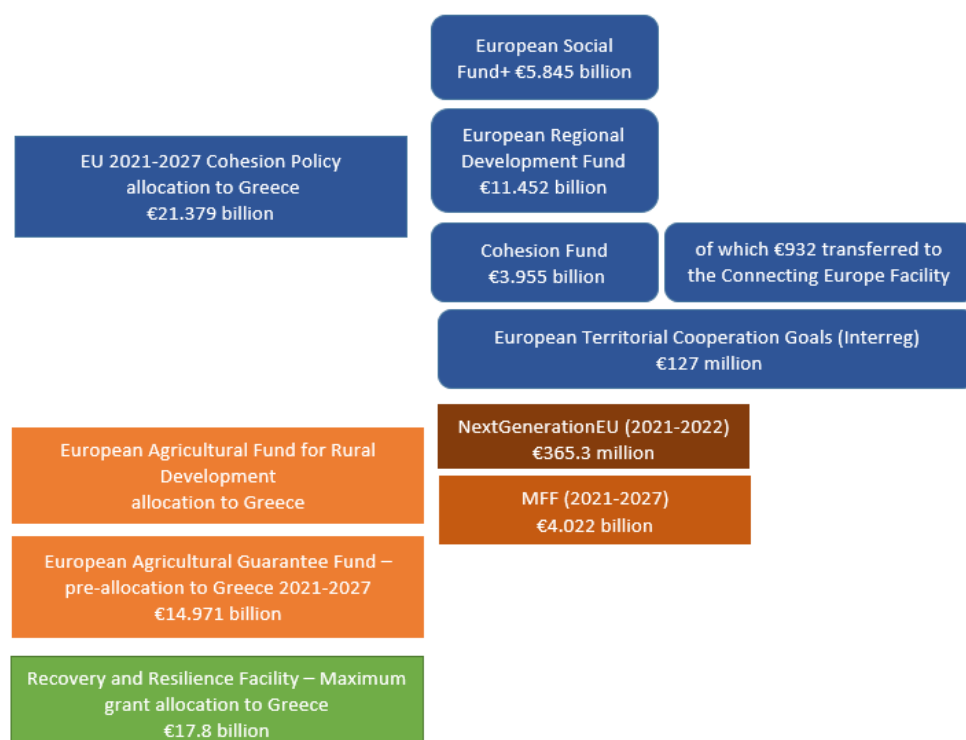 European Social
Fund+ €5.845 billion
European Regional
Development Fund
€11.452 billion
EU 2021-2027 Cohesion Policy
allocation to Greece
€21.379 billion
Cohesion Fund
€3.955 billion
of which €932 transferred to
the Connecting Europe Facility
European Territorial Cooperation Goals (Interreg)
€127 million
NextGenerationEU (2021-2022)
€365.3 million
European Agricultural Fund for Rural
Development
allocation to Greece
MFF (2021-2027)
€4.022 billion
European Agricultural Guarantee Fund –
pre-allocation to Greece 2021-2027
€14.971 billion
Recovery and Resilience Facility – Maximum
grant allocation to Greece
€17.8 billion